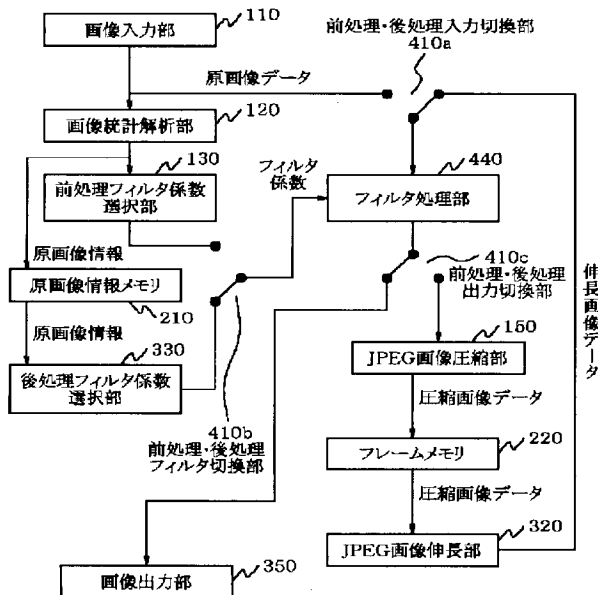 画像入力部
110
前処理・後処理入力切換部
410a
原画像データ
画像統計解析部
120
130
前処理フィルタ係数
選択部
フィルタ
係数
440
フィルタ処理部
原画像情報
原画像情報メモリ
210
原画像情報
330
後処理フィルタ係数
選択部
410b
前処理・後処理
フィルタ切換部
410c
前処理・後処理
出力切換部
伸長画像データ
150
JPEG画像圧縮部
圧縮画像データ
フレームメモリ
220
圧縮画像データ
320
JPEG画像伸長部
画像出力部
350